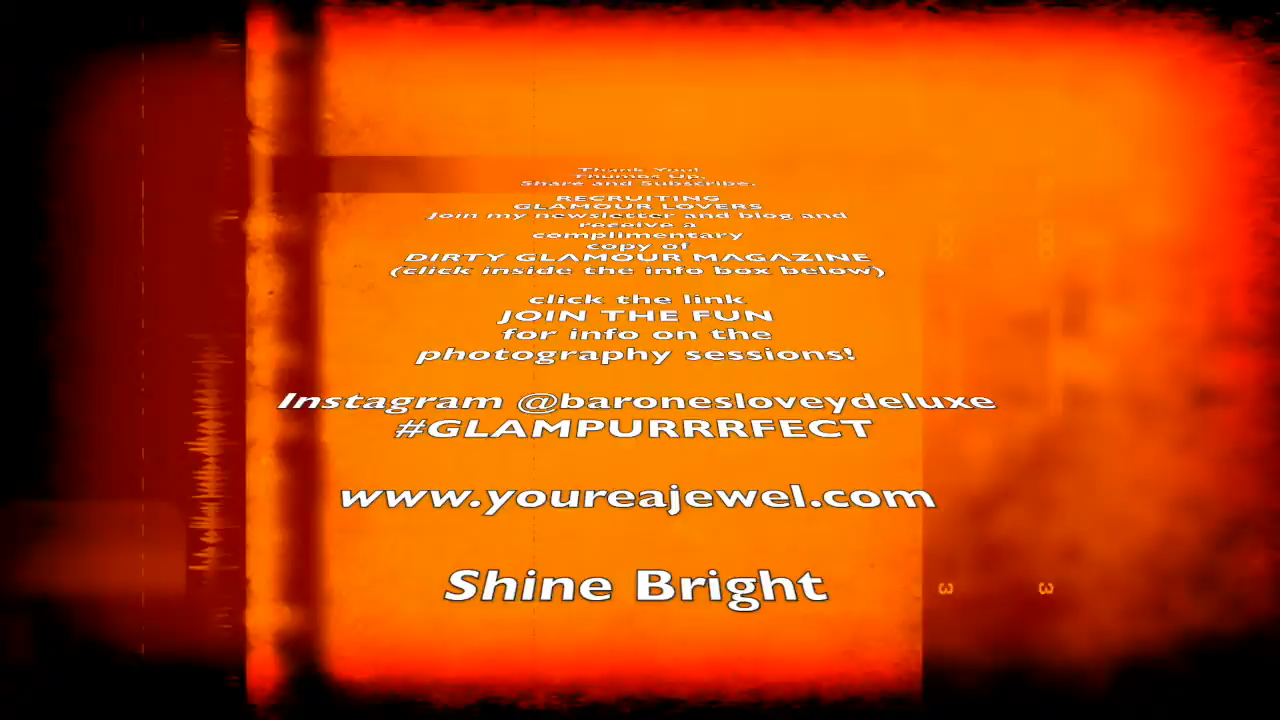 Thank You!
Thumbs Up,
Share and Subscribe.
RECRUITING
GLAMOUR LOVERS
Join my newsletter and blog and
receive a
complimentary
copy of
DIRTY GLAMOUR MAGAZINE
(click inside the info box below)
click the link
JOIN THE FUN
for info on the
photography sessions!
Instagram @baronesloveydeluxe
#GLAMPURRRFECT
www.youreajewel.com
Shine Bright
3 3